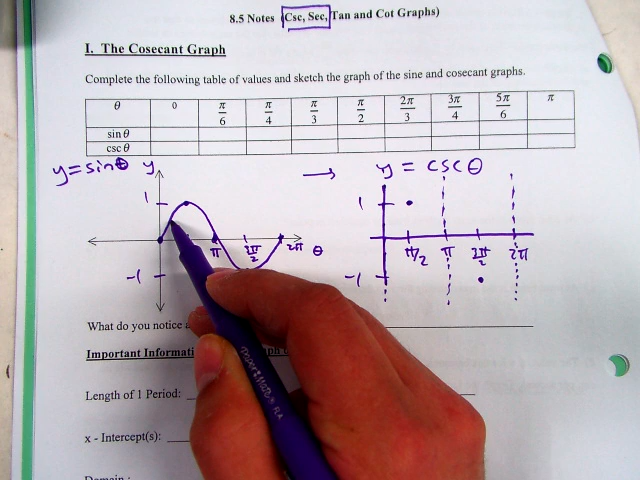 8.5 Notes (Csc, Sec, Tan and Cot Graphs)
I. The Cosecant Graph
Complete the following table of values and sketch the graph of the sine and cosecant graphs.
θ 0 π/6 π/4 π/3 π/2 2π/3 3π/4 5π/6 π
sin θ
csc θ
y=sinθ y → y = cscθ
1 1
π 3π/2 2π θ π/2 π 3π/2 2π
-1 -1
What do you notice
Important
Length of 1 Period:
x - Intercept(s):
Domain:
PaperMate